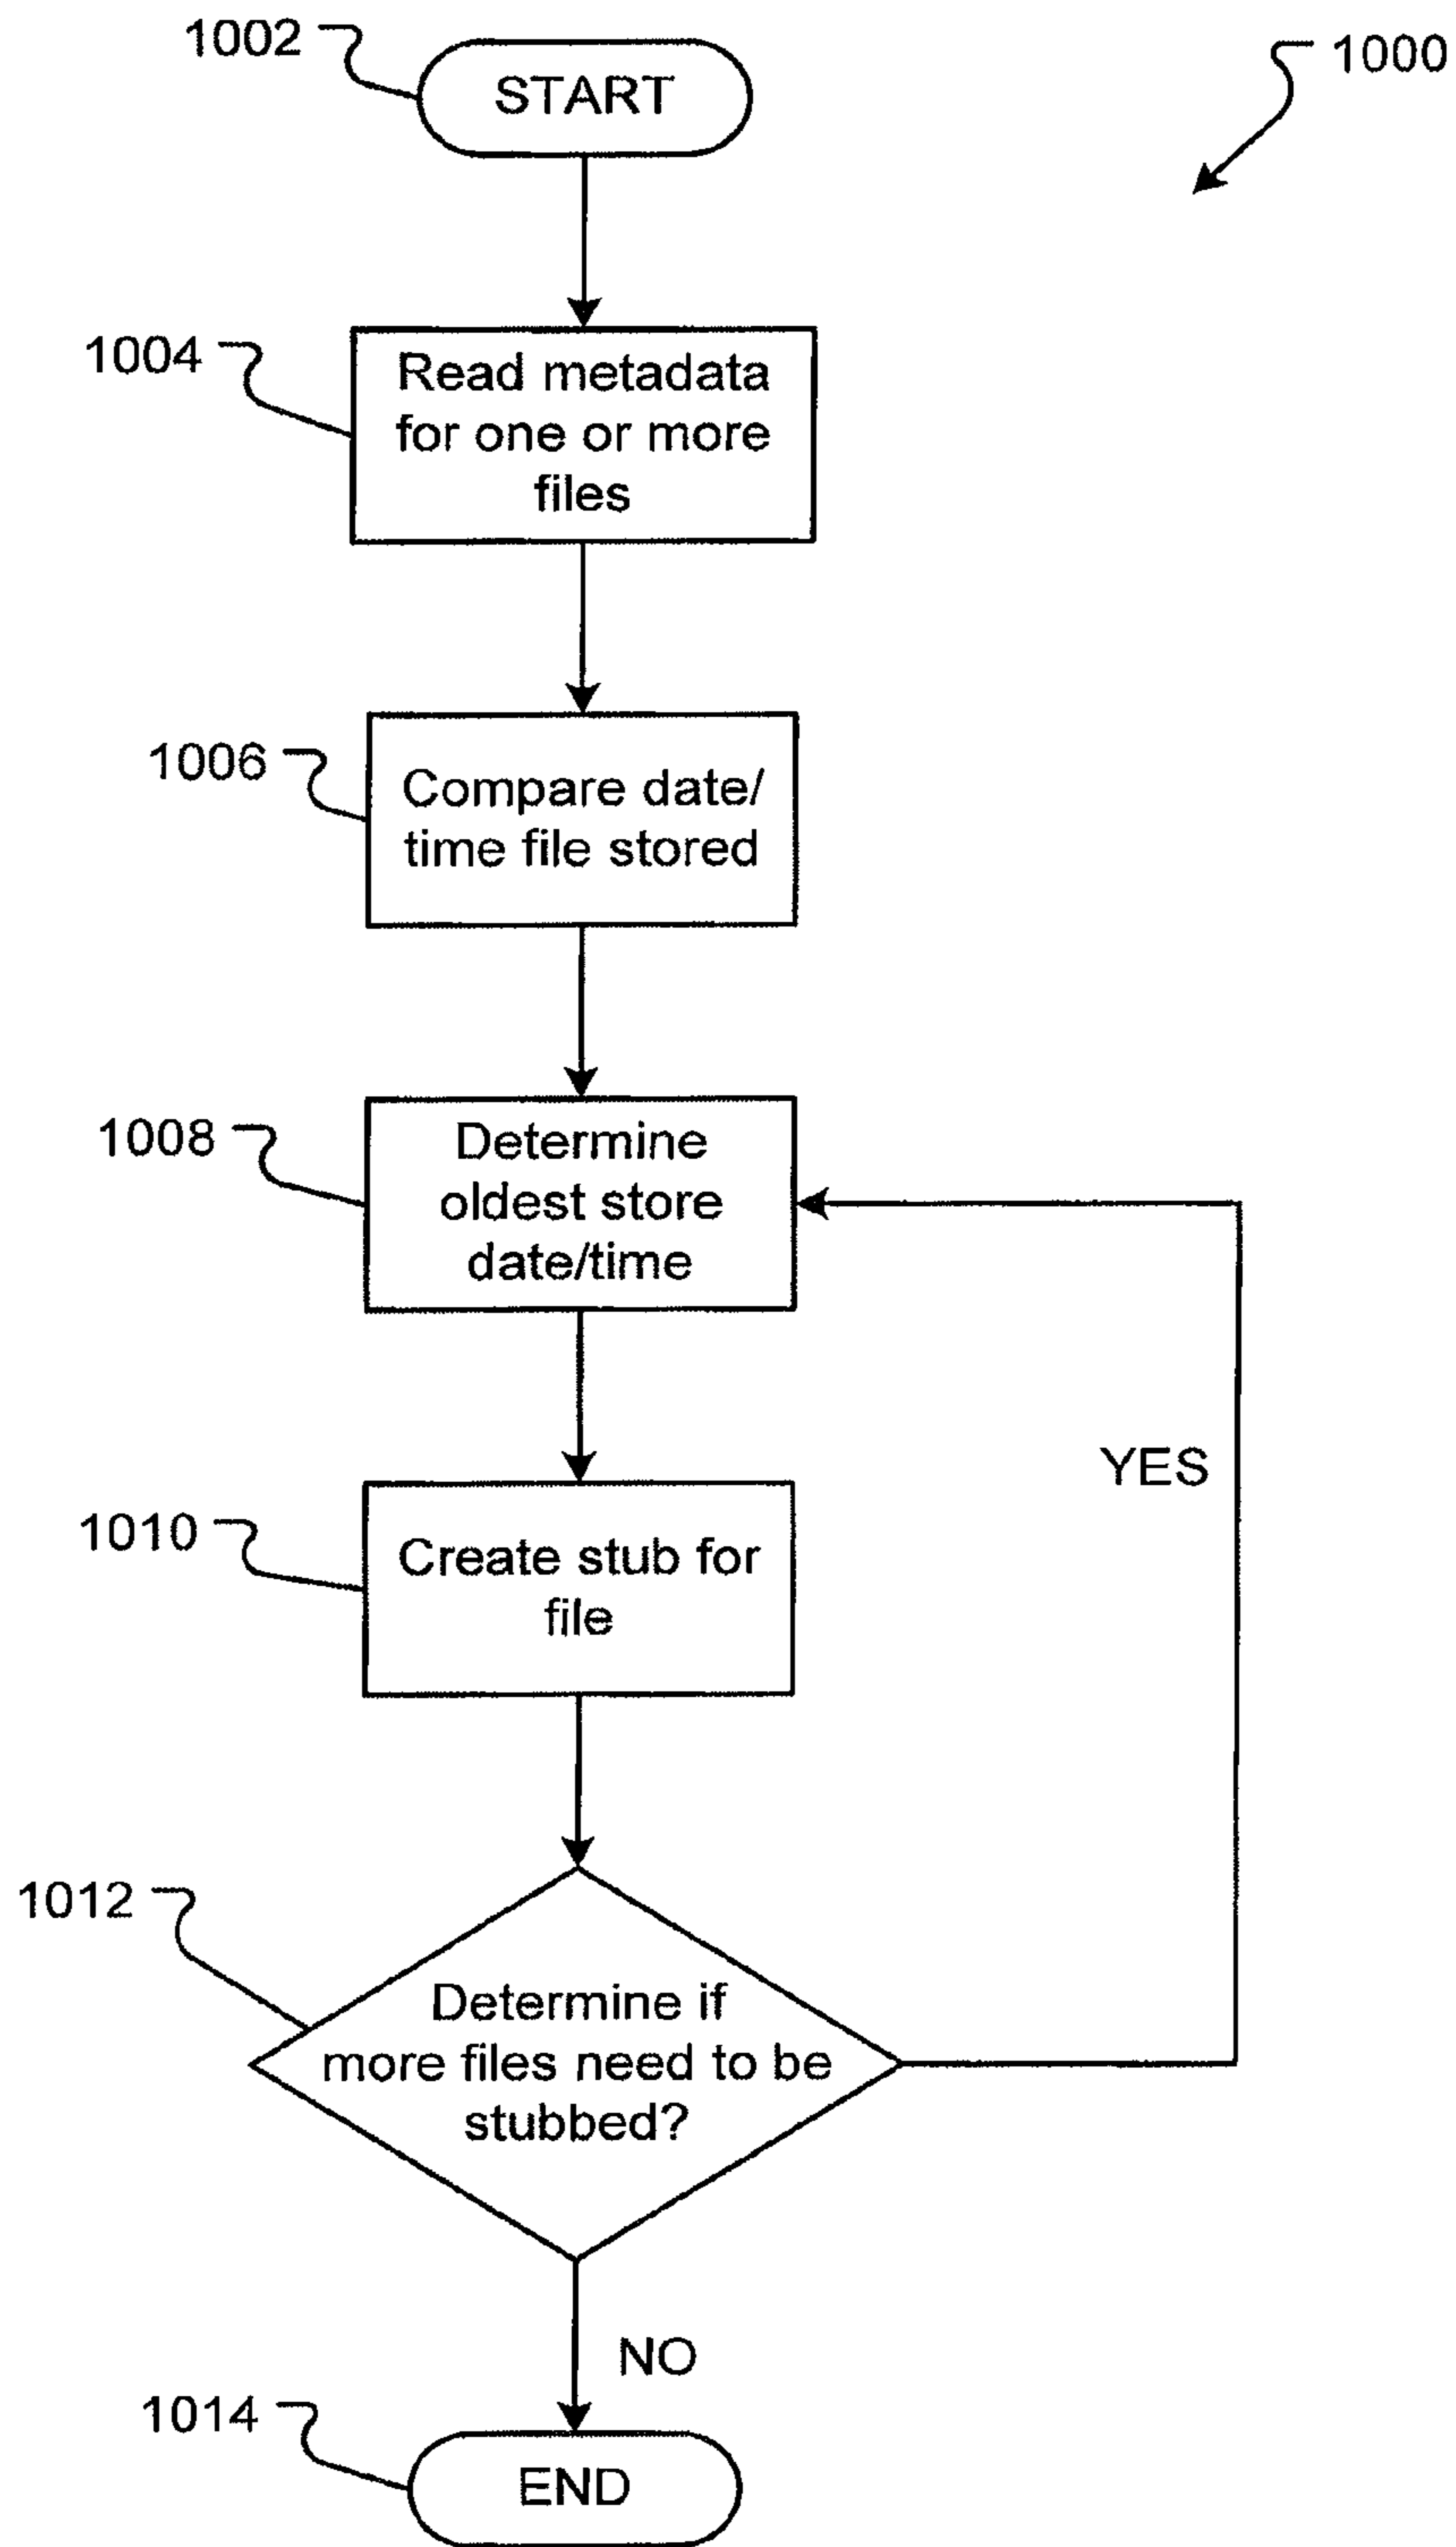 1002
START
1000
1004
Read metadata
for one or more
files
1006
Compare date/
time file stored
1008
Determine
oldest store
date/time
1010
Create stub for
file
YES
1012
Determine if
more files need to be
stubbed?
NO
1014
END